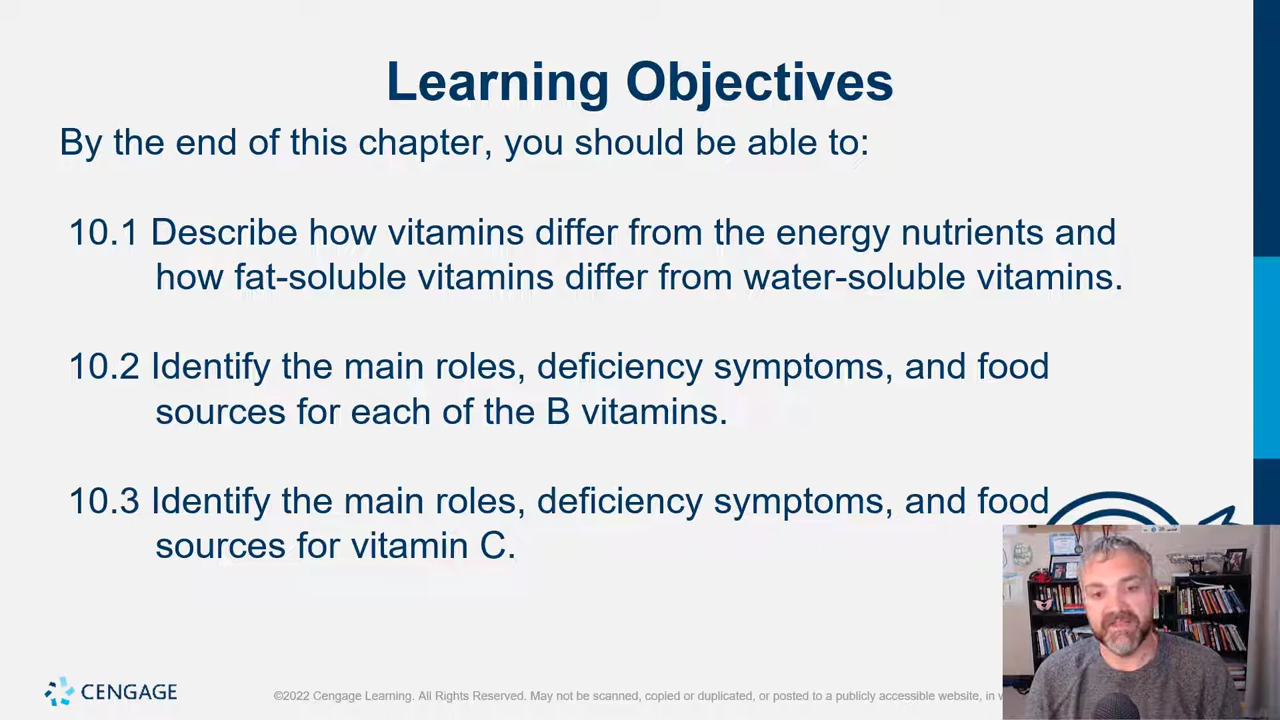 Learning Objectives
By the end of this chapter, you should be able to:
10.1 Describe how vitamins differ from the energy nutrients and
how fat-soluble vitamins differ from water-soluble vitamins.
10.2 Identify the main roles, deficiency symptoms, and food
sources for each of the B vitamins.
10.3 Identify the main roles, deficiency symptoms, and food
sources for vitamin C.
CENGAGE
©2022 Cengage Learning. All Rights Reserved. May not be scanned, copied or duplicated, or posted to a publicly accessible website, in